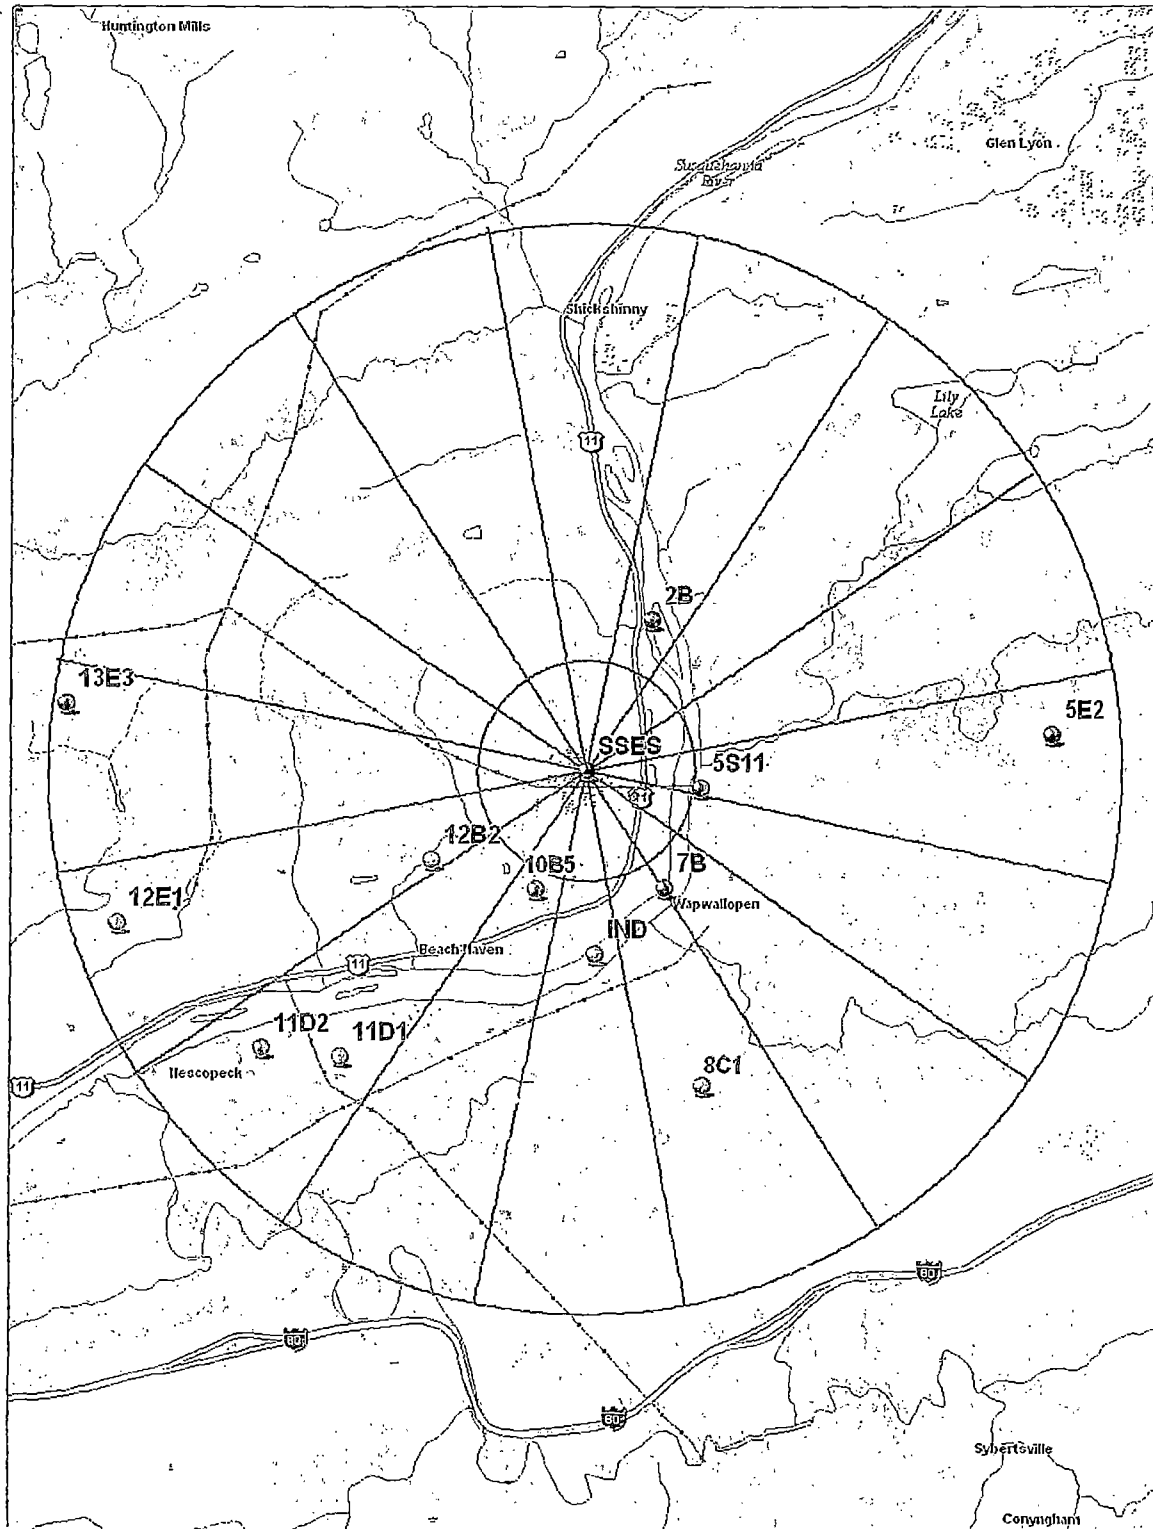 Huntington Mills
Glen Lyon
Susquehanna
River
Shickshinny
Lily
Lake
11
2B
13E3
5E2
SSES
5S11
12B2
10B5
7B
12E1
Wapwallopen
IND
Beach Haven
11
11D2
11D1
8C1
Nescopeck
11
80
80
80
Sybertsville
Conyngham